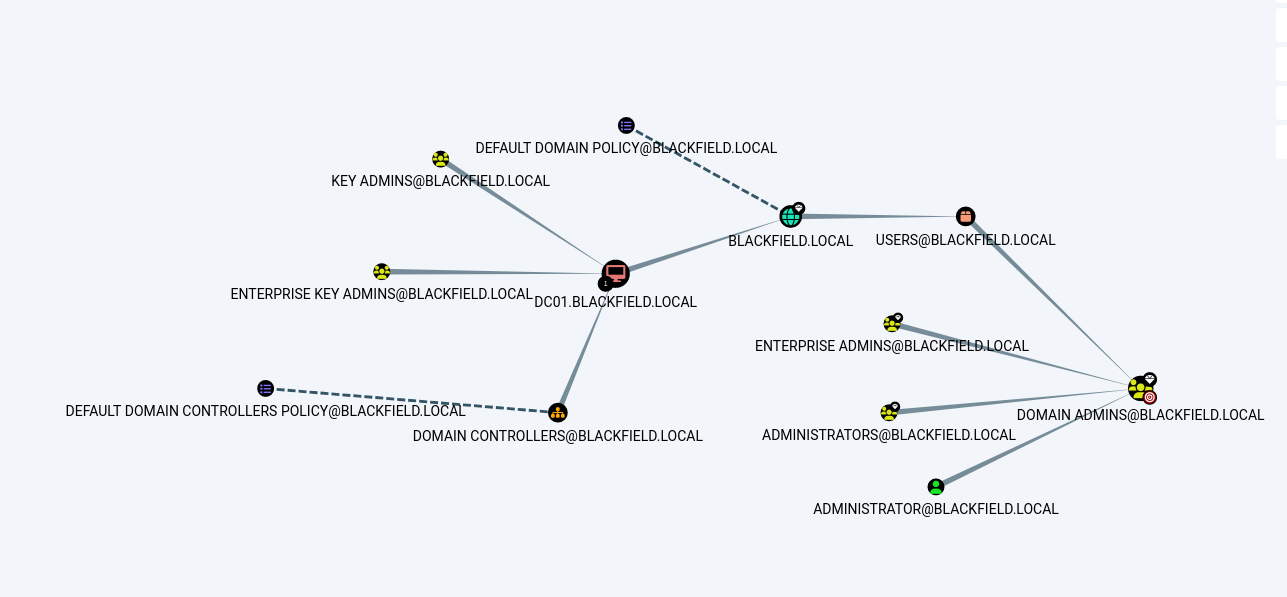 DEFAULT DOMAIN POLICY@BLACKFIELD.LOCAL
KEY ADMINS@BLACKFIELD.LOCAL
BLACKFIELD.LOCAL
USERS@BLACKFIELD.LOCAL
ENTERPRISE KEY ADMINS@BLACKFIELD.LOCAL
1
DC01.BLACKFIELD.LOCAL
ENTERPRISE ADMINS@BLACKFIELD.LOCAL
DEFAULT DOMAIN CONTROLLERS POLICY@BLACKFIELD.LOCAL
DOMAIN ADMINS@BLACKFIELD.LOCAL
DOMAIN CONTROLLERS@BLACKFIELD.LOCAL
ADMINISTRATORS@BLACKFIELD.LOCAL
ADMINISTRATOR@BLACKFIELD.LOCAL